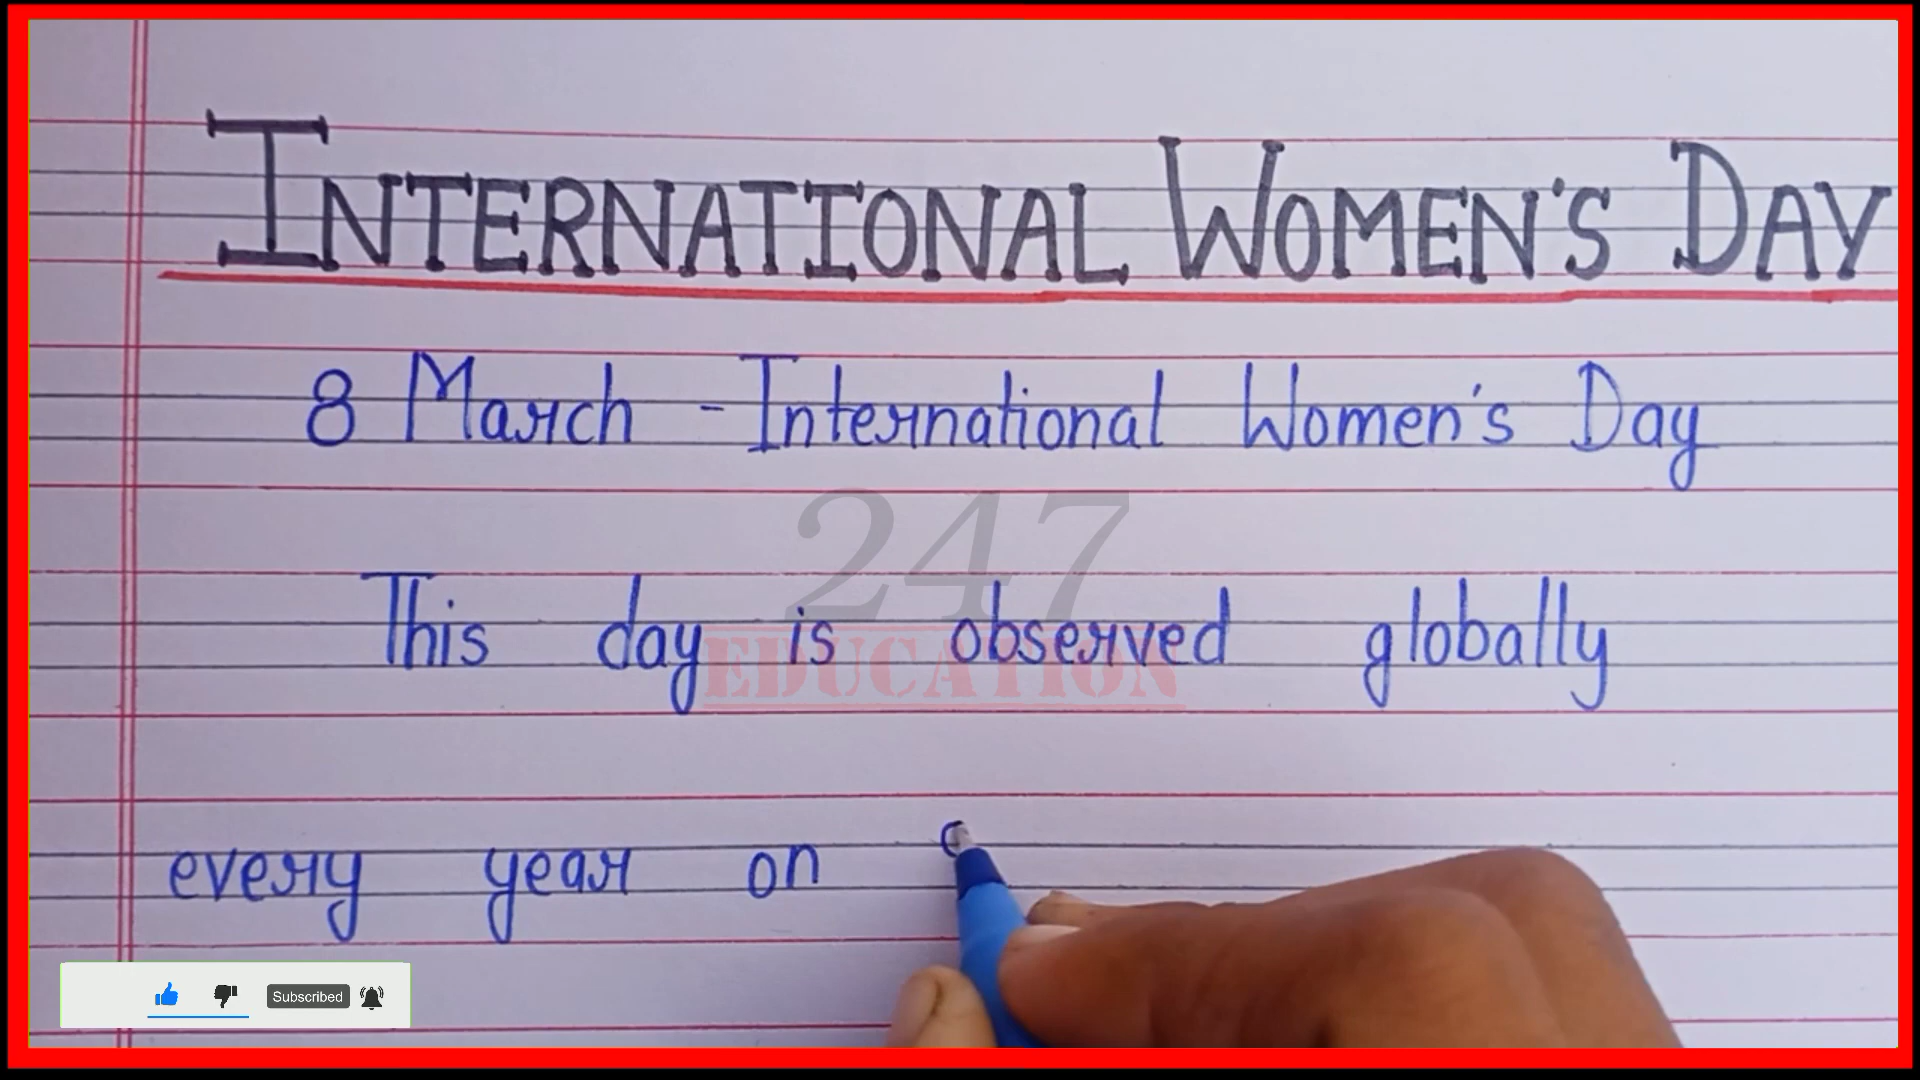 INTERNATIONAL WOMEN'S DAY
8 March - International Women's Day
247
This day is observed globally
EDUCATION
every year on
Subscribed